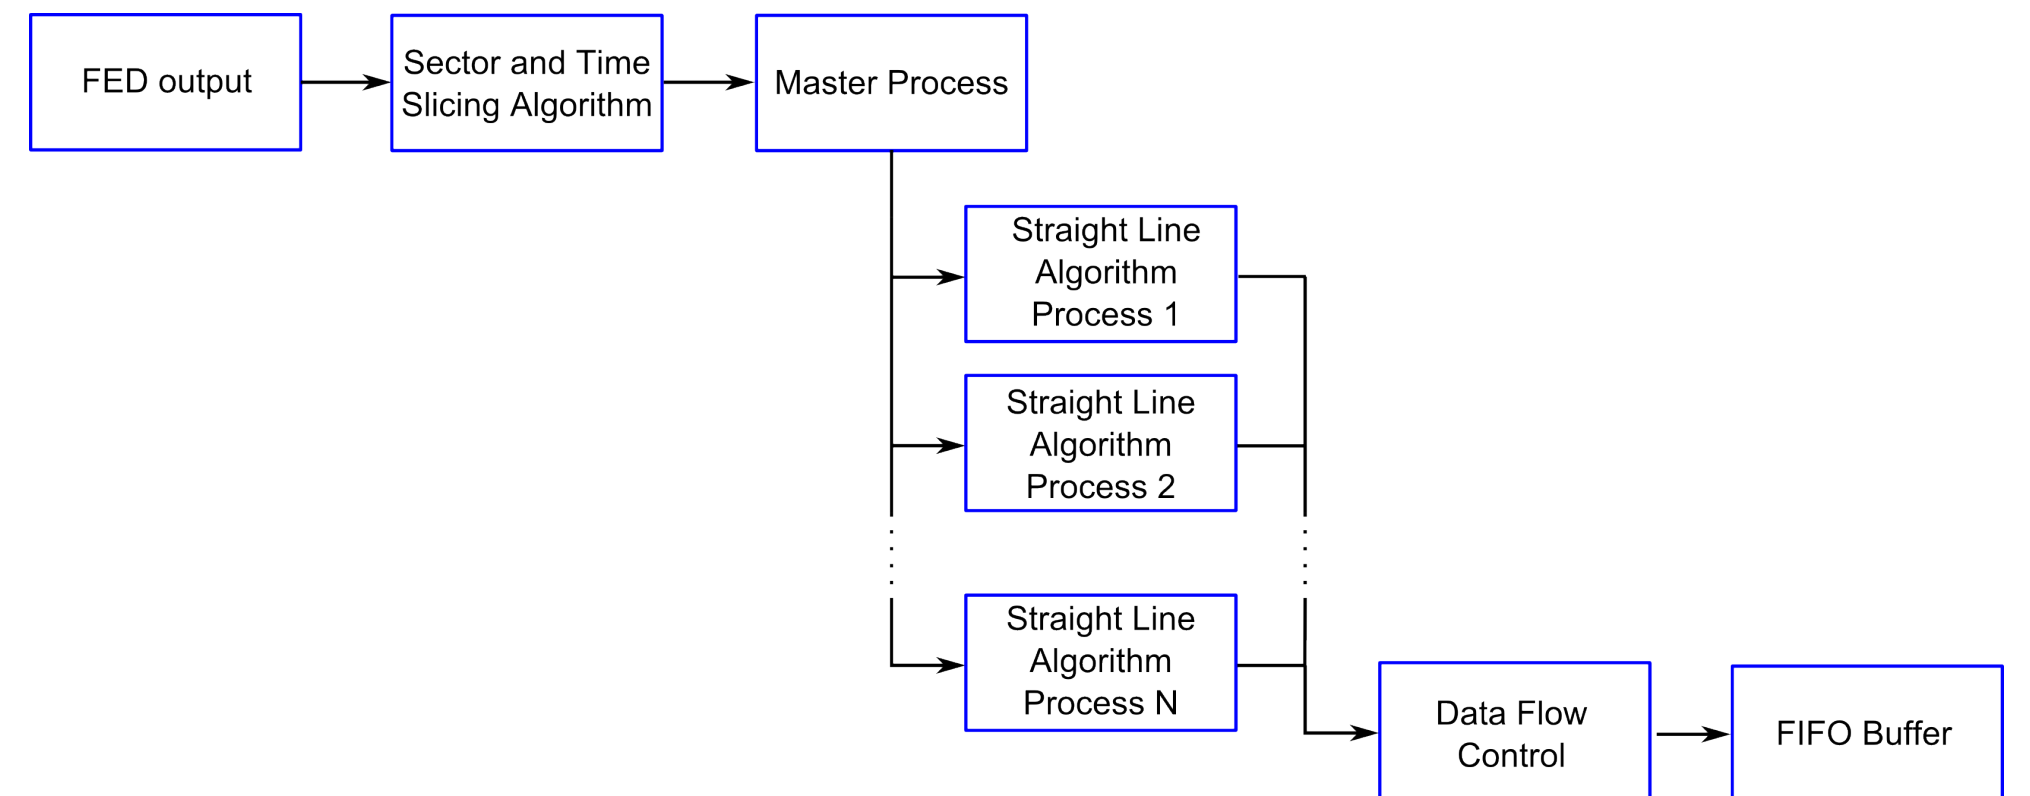 FED output
Sector and Time
Slicing Algorithm
Master Process
Straight Line
Algorithm
Process 1
Straight Line
Algorithm
Process 2
Straight Line
Algorithm
Process N
Data Flow
Control
FIFO Buffer